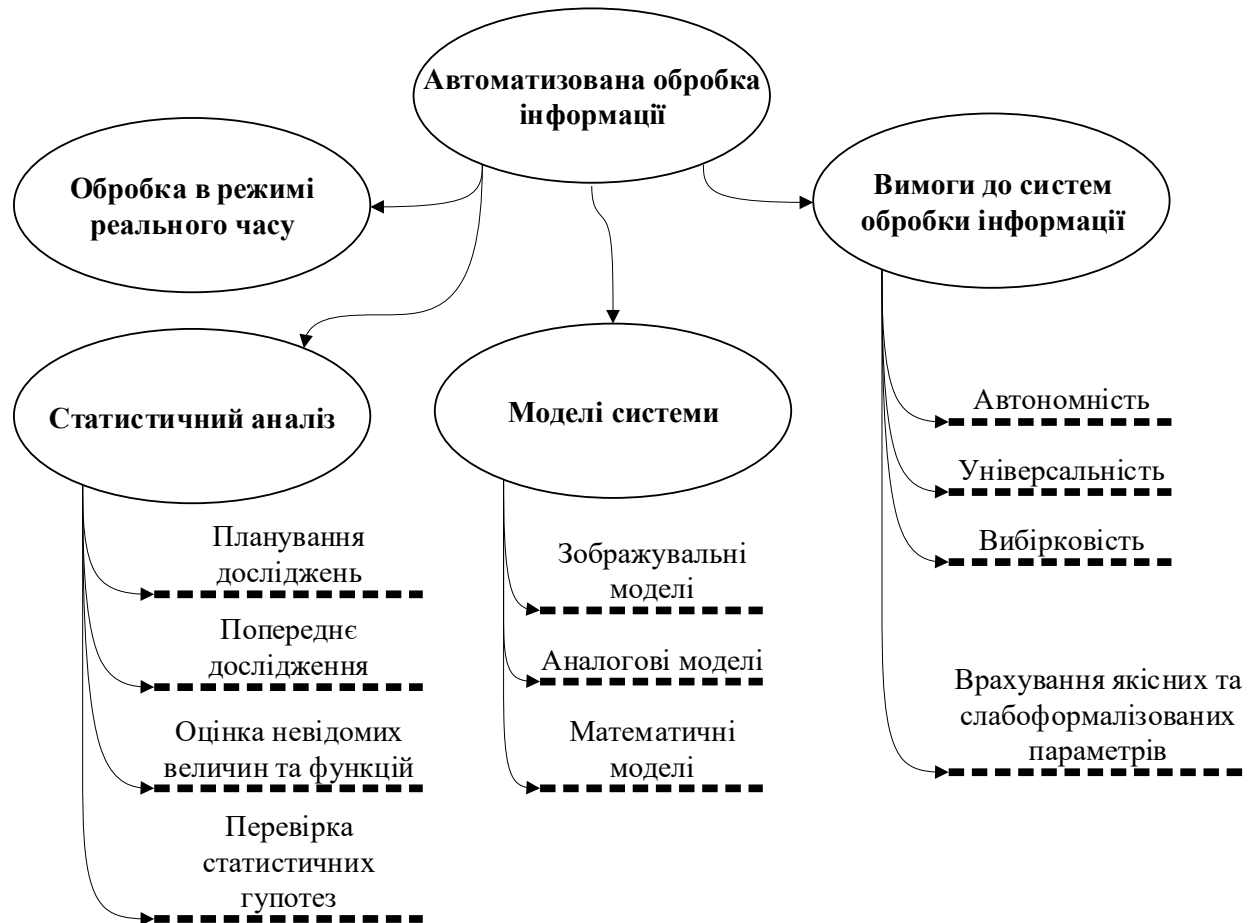 Автоматизована обробка
інформації
Обробка в режимі
реального часу
Вимоги до систем
обробки інформації
Статистичний аналіз
Планування
досліджень
Попереднє
дослідження
Оцінка невідомих
величин та функцій
Перевірка
статистичних
гупотез
Моделі системи
Зображувальні
моделі
Аналогові моделі
Математичні
моделі
Автономність
Універсальність
Вибірковість
Врахування якісних та
слабоформалізованих
параметрів